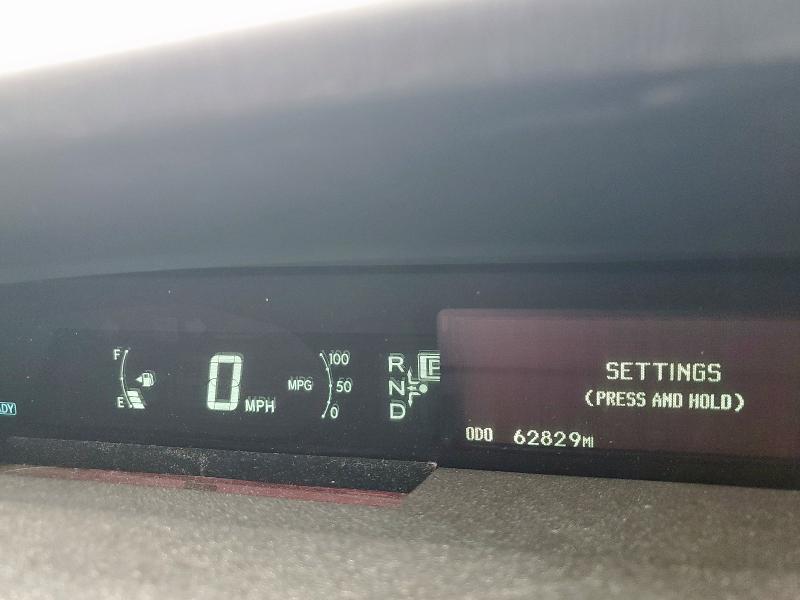 F
E
0 MPH
MPG
100
50
0
R
N
D
P
SETTINGS
(PRESS AND HOLD)
ODO 62829MI